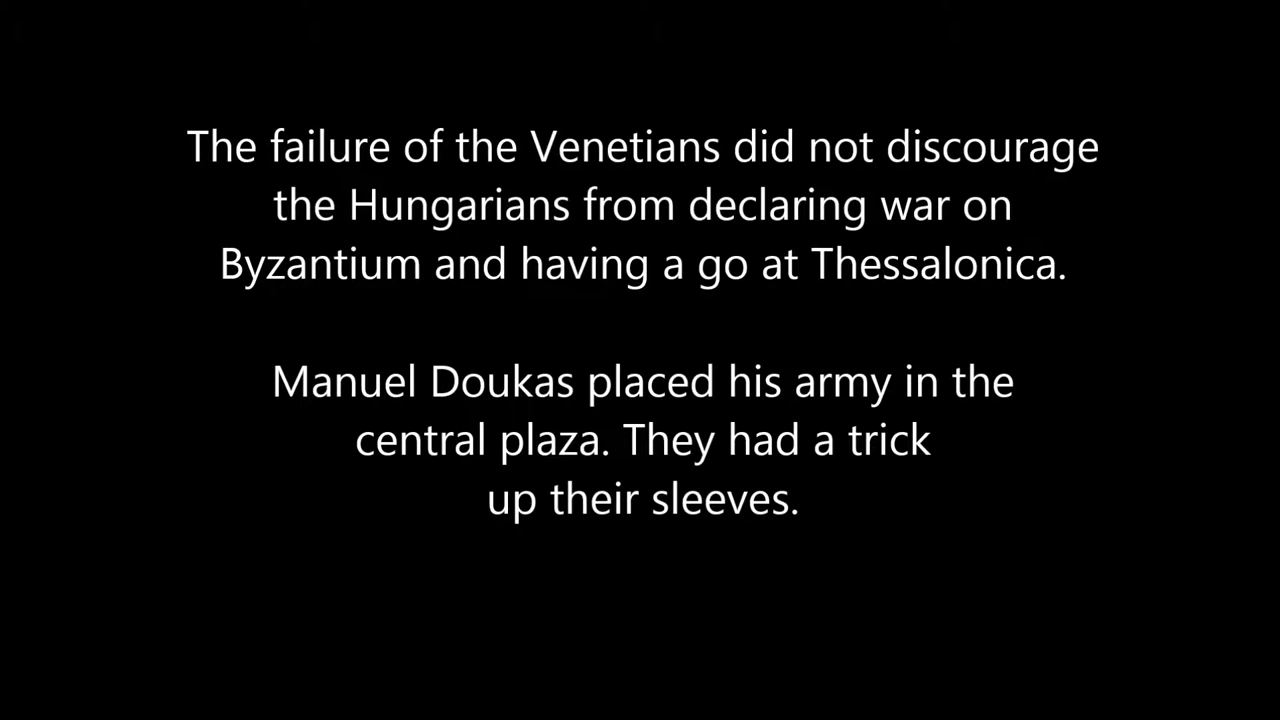 The failure of the Venetians did not discourage
the Hungarians from declaring war on
Byzantium and having a go at Thessalonica.
Manuel Doukas placed his army in the
central plaza. They had a trick
up their sleeves.